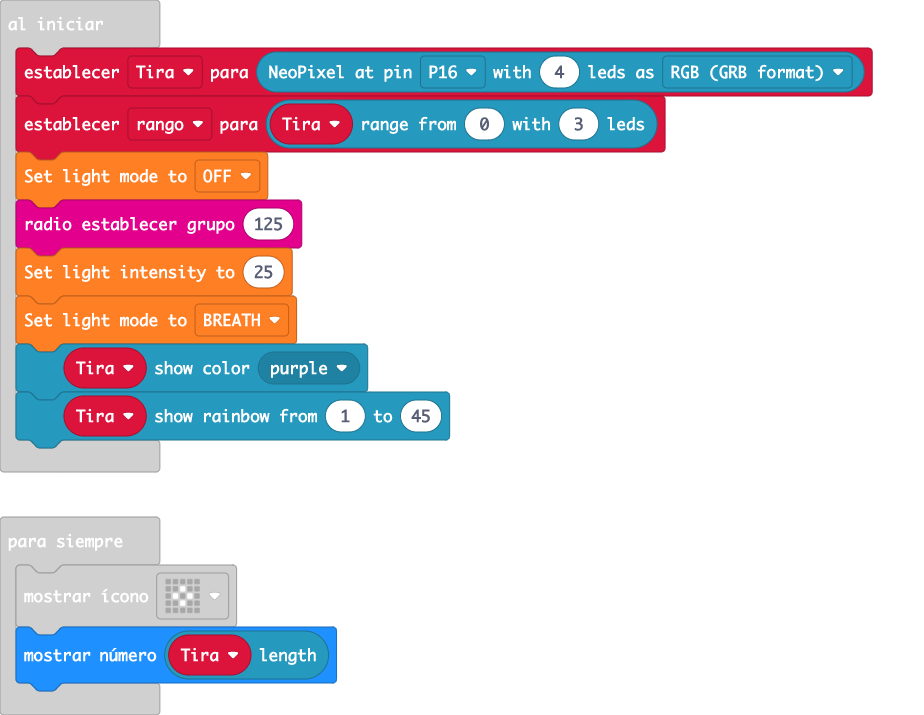 al iniciar
establecer Tira para NeoPixel at pin P16 with 4 leds as RGB (GRB format)
establecer rango para Tira range from 0 with 3 leds
Set light mode to OFF
radio establecer grupo 125
Set light intensity to 25
Set light mode to BREATH
Tira show color purple
Tira show rainbow from 1 to 45
para siempre
mostrar ícono
mostrar número Tira length